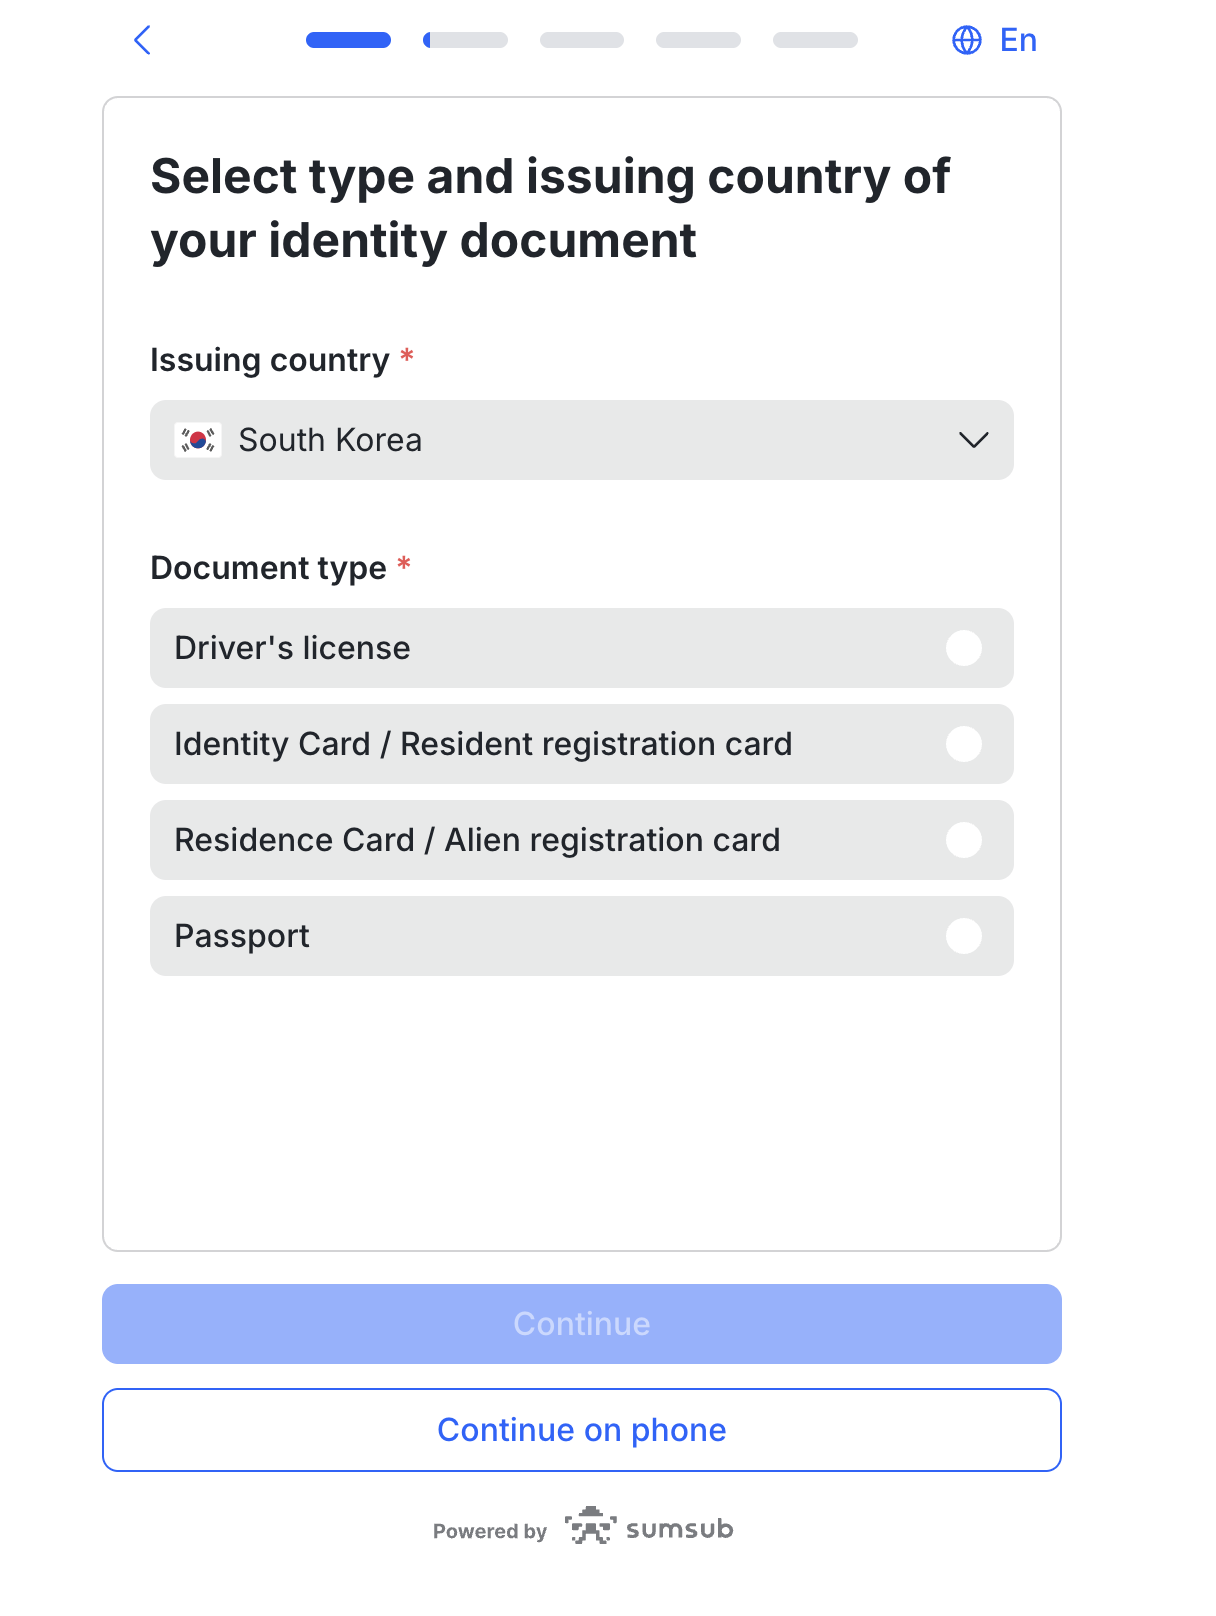 En
Select type and issuing country of
your identity document
Issuing country *
South Korea
Document type *
Driver's license
Identity Card / Resident registration card
Residence Card / Alien registration card
Passport
Continue
Continue on phone
Powered by sumsub